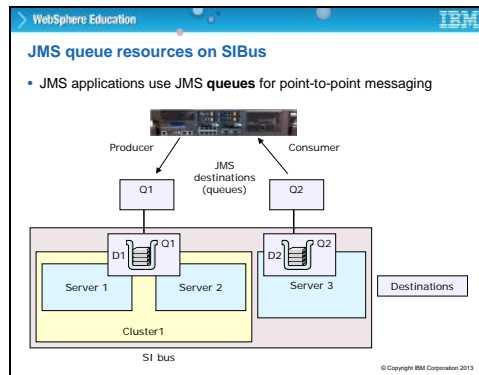 WebSphere Education
IBM
JMS queue resources on SIBus
• JMS applications use JMS queues for point-to-point messaging
Producer
Consumer
JMS
destinations
(queues)
Q1
Q2
D1
Q1
D2
Q2
Server 1
Server 2
Server 3
Destinations
Cluster1
SI bus
© Copyright IBM Corporation 2013